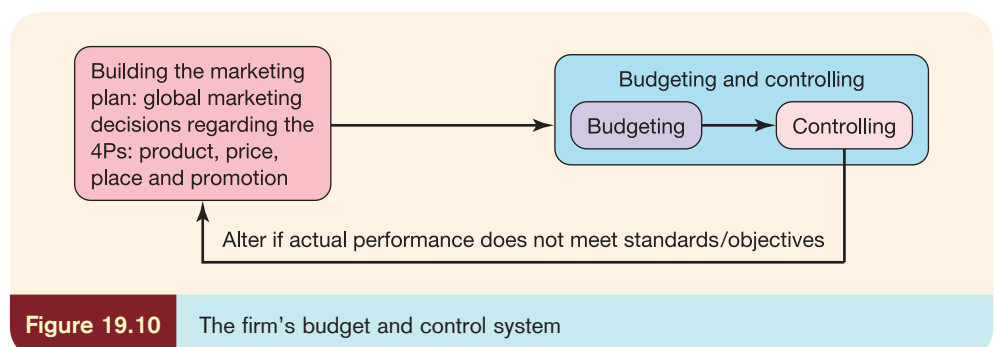 Building the marketing
plan: global marketing
decisions regarding the
4Ps: product, price,
place and promotion
Budgeting and controlling
Budgeting
Controlling
Alter if actual performance does not meet standards/objectives
Figure 19.10 The firm's budget and control system